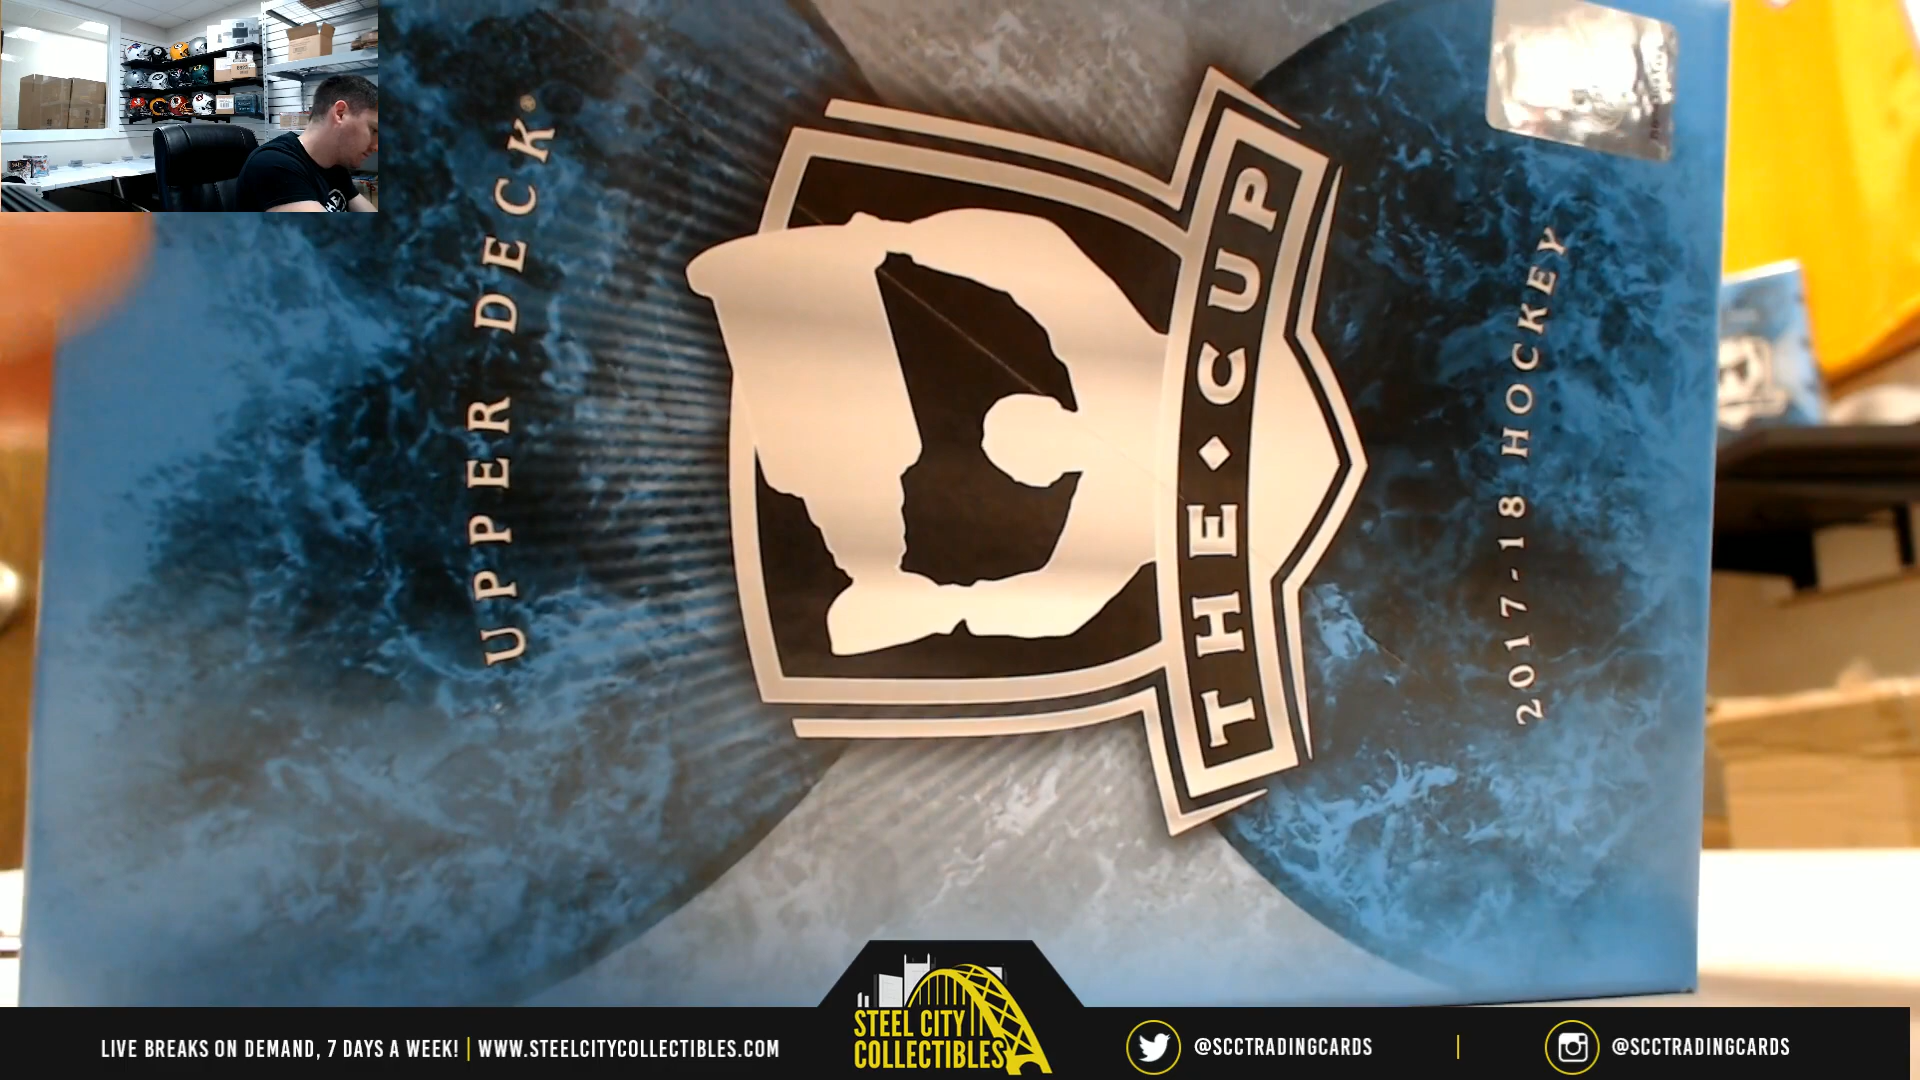 UPPER DECK®
THE CUP
2017-18 HOCKEY
STEEL CITY
COLLECTIBLES
LIVE BREAKS ON DEMAND, 7 DAYS A WEEK! | WWW.STEELCITYCOLLECTIBLES.COM
@SCCTRADINGCARDS | @SCCTRADINGCARDS